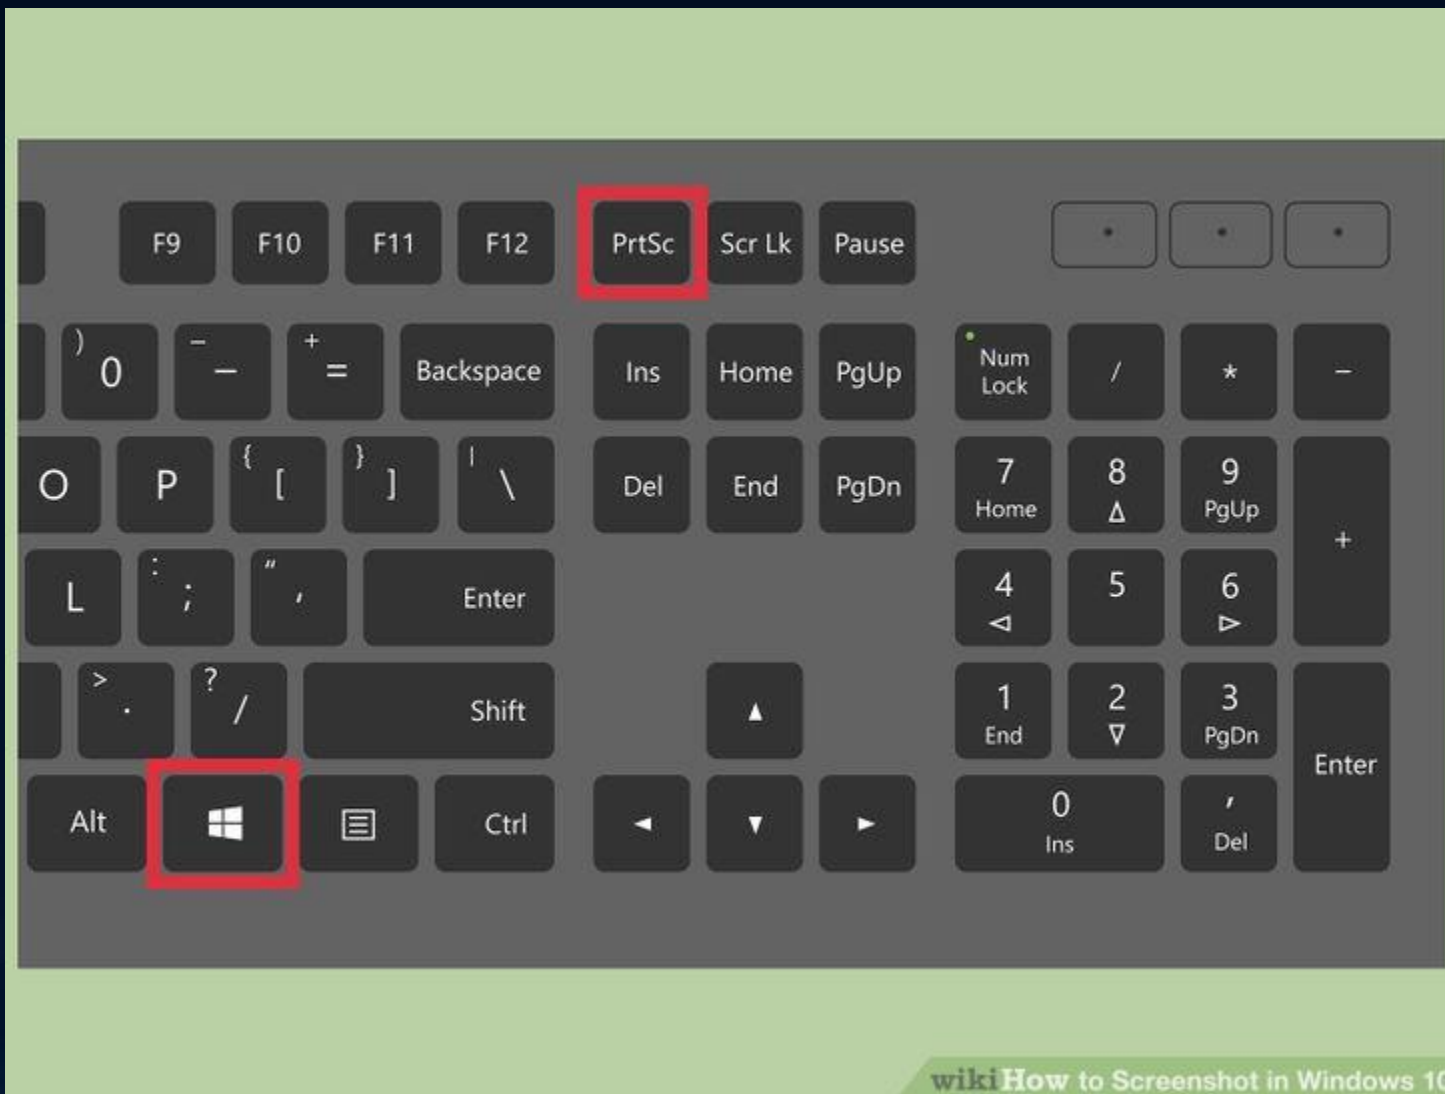 F9 F10 F11 F12 PrtSc Scr Lk Pause
) 0 _ - + = Backspace Ins Home PgUp Num Lock / * -
O P { [ } ] | \ Del End PgDn 7 Home 8 9 PgUp +
L : ; " ' Enter 4 5 6
> . ? / Shift 1 End 2 3 PgDn Enter
Alt Ctrl 0 Ins ' Del
wikiHow to Screenshot in Windows 10